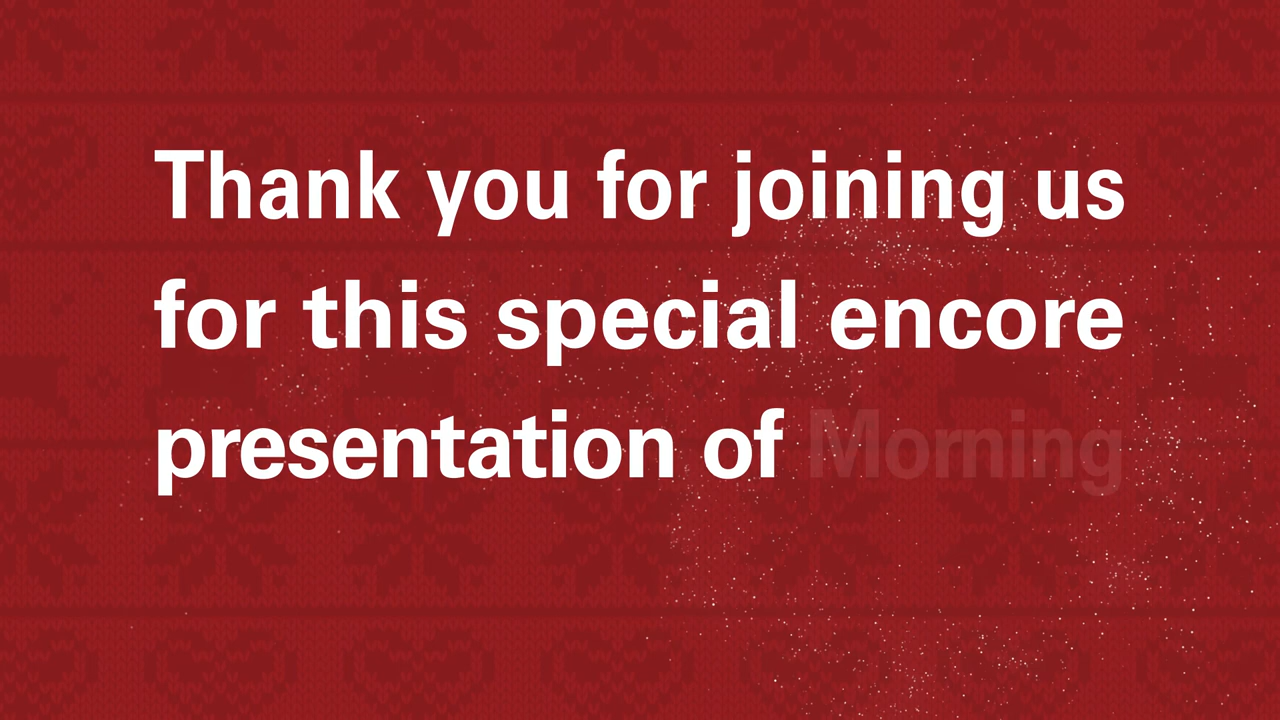 Thank you for joining us
for this special encore
presentation of Morning